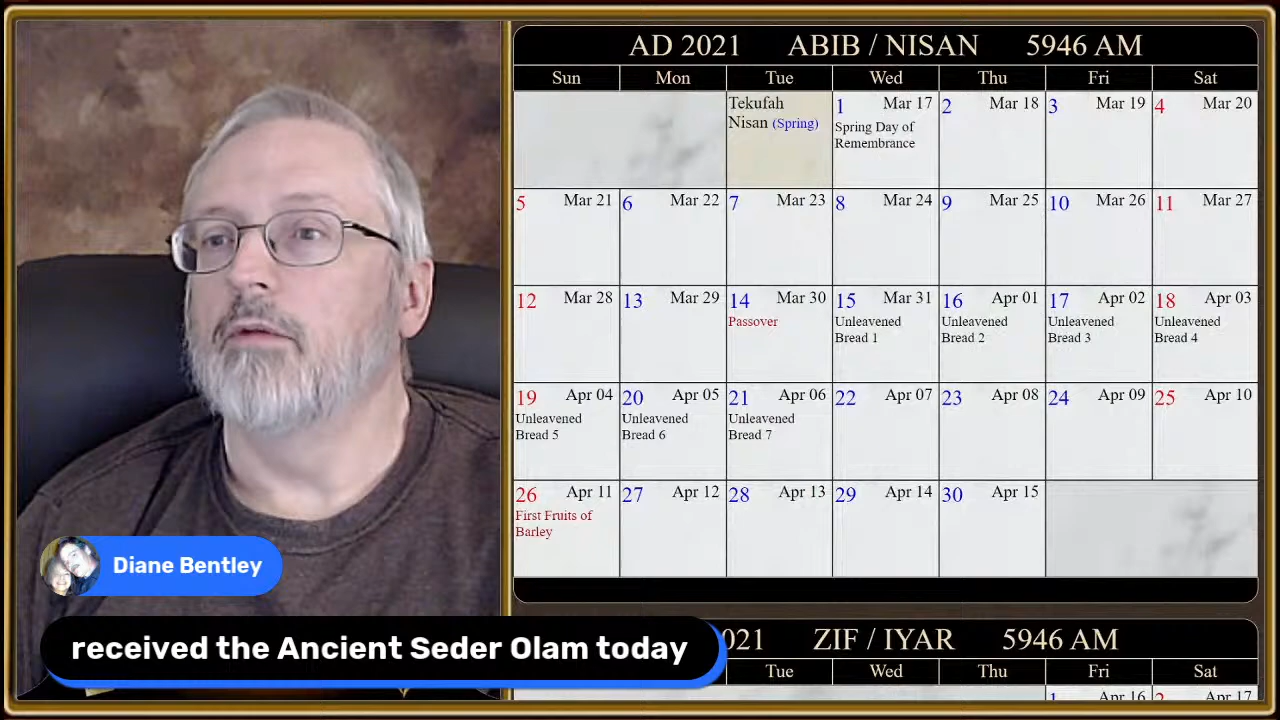 AD 2021 ABIB / NISAN 5946 AM
Sun Mon Tue Wed Thu Fri Sat
Tekufah
Nisan (Spring)
1 Mar 17
Spring Day of
Remembrance
2 Mar 18
3 Mar 19
4 Mar 20
5 Mar 21
6 Mar 22
7 Mar 23
8 Mar 24
9 Mar 25
10 Mar 26
11 Mar 27
12 Mar 28
13 Mar 29
14 Mar 30
Passover
15 Mar 31
Unleavened
Bread 1
16 Apr 01
Unleavened
Bread 2
17 Apr 02
Unleavened
Bread 3
18 Apr 03
Unleavened
Bread 4
19 Apr 04
Unleavened
Bread 5
20 Apr 05
Unleavened
Bread 6
21 Apr 06
Unleavened
Bread 7
22 Apr 07
23 Apr 08
24 Apr 09
25 Apr 10
26 Apr 11
First Fruits of
Barley
27 Apr 12
28 Apr 13
29 Apr 14
30 Apr 15
021 ZIF / IYAR 5946 AM
Tue Wed Thu Fri Sat
1 Apr 16
2 Apr 17
Diane Bentley
received the Ancient Seder Olam today